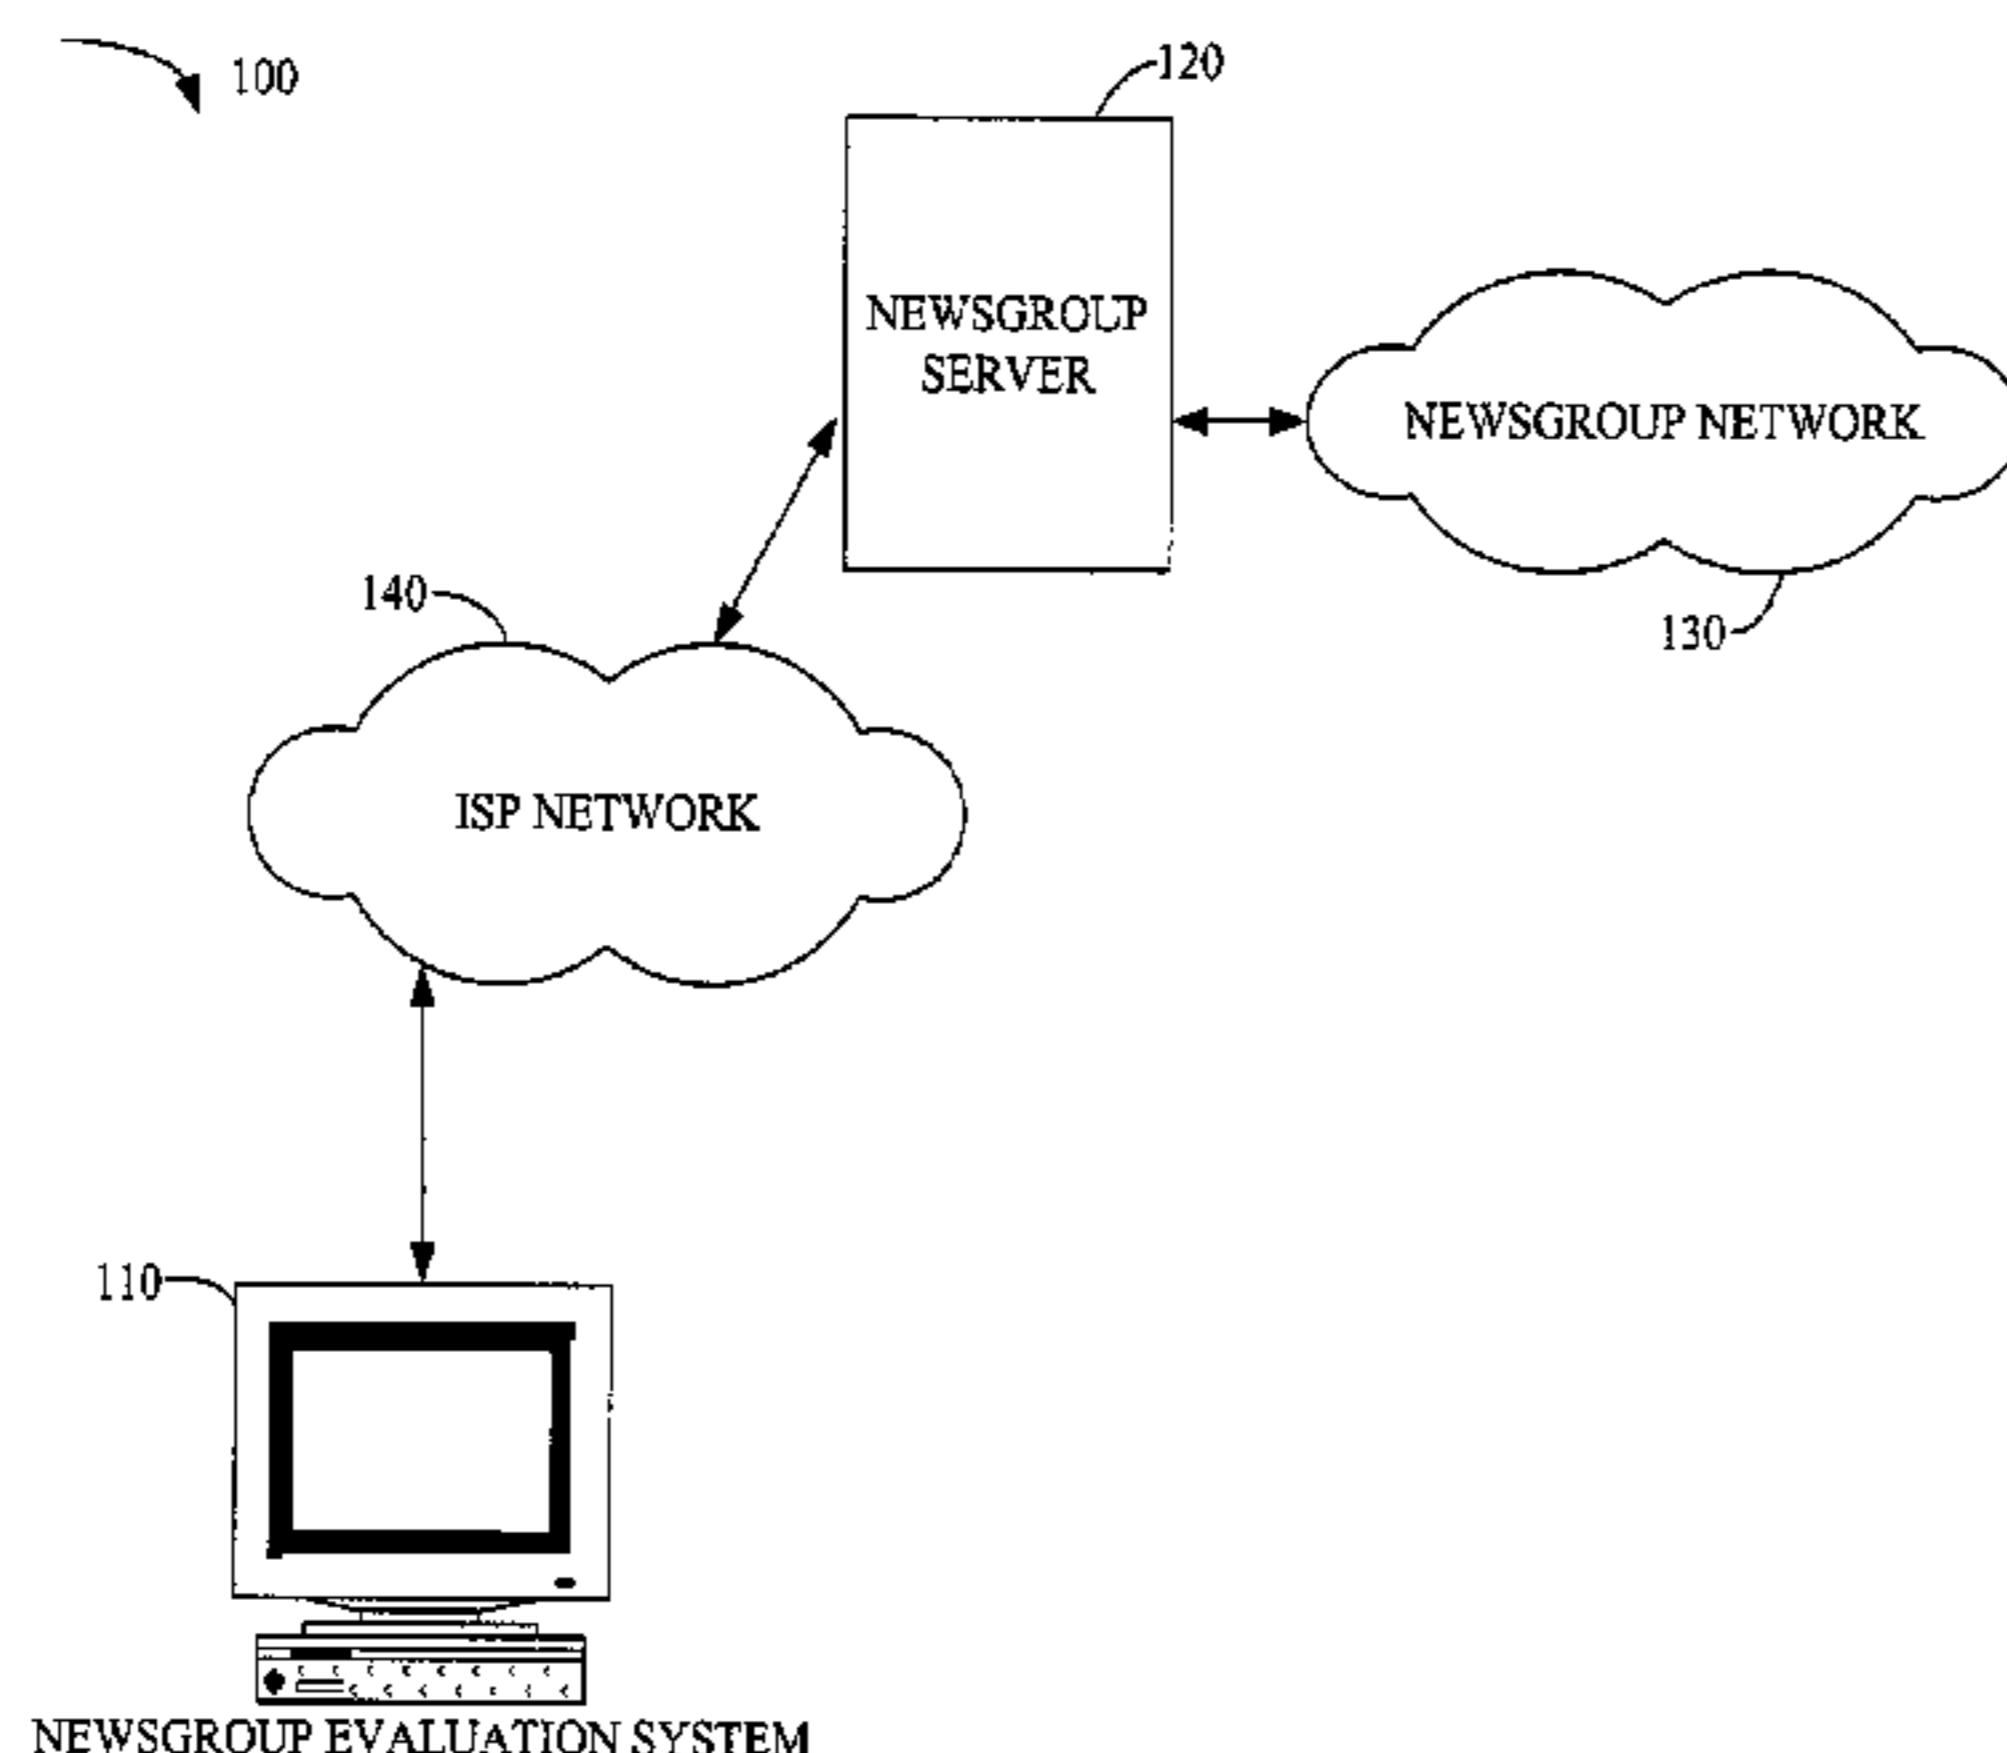 100
120
NEWSGROUP
SERVER
NEWSGROUP NETWORK
140
130
ISP NETWORK
110
NEWSGROUP EVALUATION SYSTEM